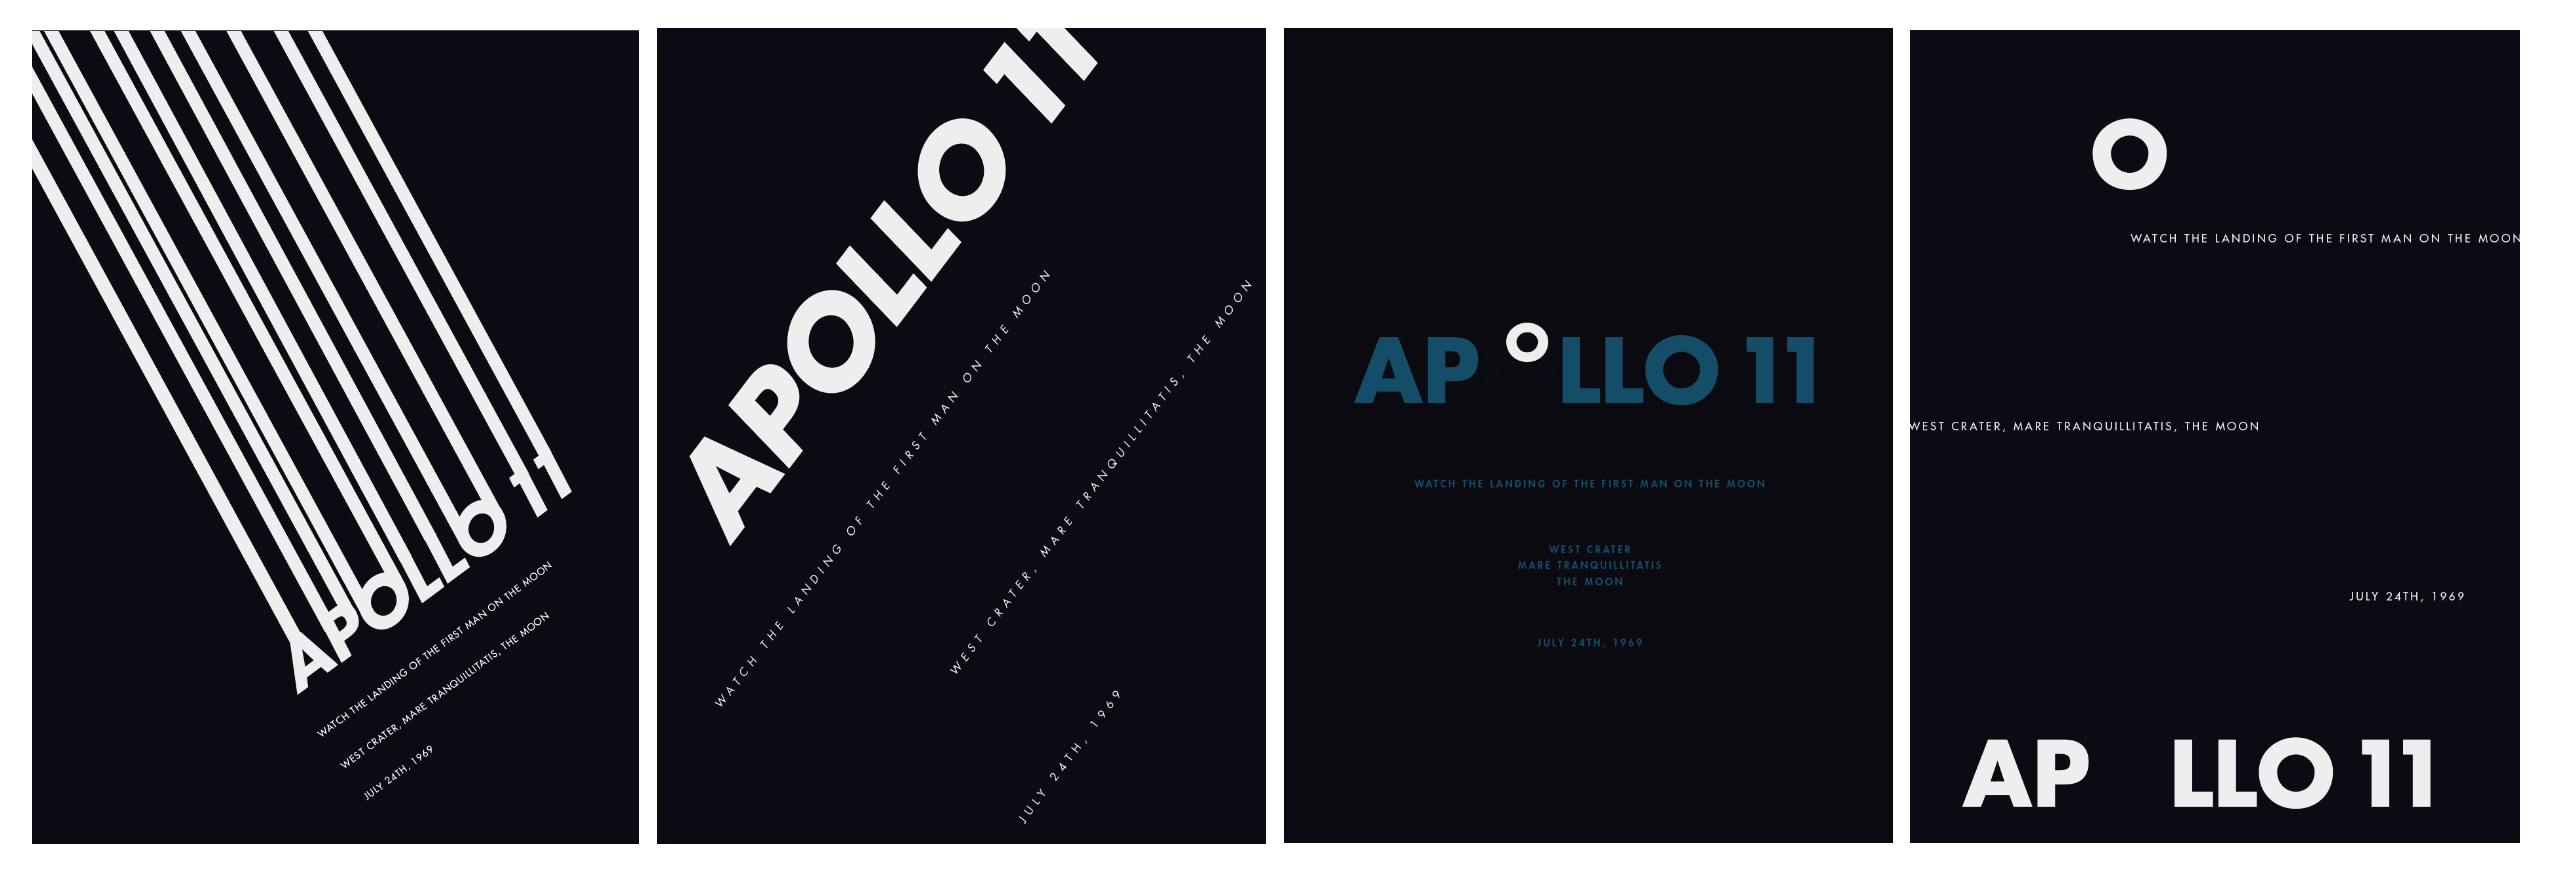 APOLLO 11
WATCH THE LANDING OF THE FIRST MAN ON THE MOON
WEST CRATER, MARE TRANQUILLITATIS, THE MOON
JULY 24TH, 1969
APOLLO 11
WATCH THE LANDING OF THE FIRST MAN ON THE MOON
WEST CRATER, MARE TRANQUILLITATIS, THE MOON
JULY 24TH, 1969
APOLLO 11
WATCH THE LANDING OF THE FIRST MAN ON THE MOON
WEST CRATER
MARE TRANQUILLITATIS
THE MOON
JULY 24TH, 1969
O
WATCH THE LANDING OF THE FIRST MAN ON THE MOON
WEST CRATER, MARE TRANQUILLITATIS, THE MOON
JULY 24TH, 1969
AP LLO 11